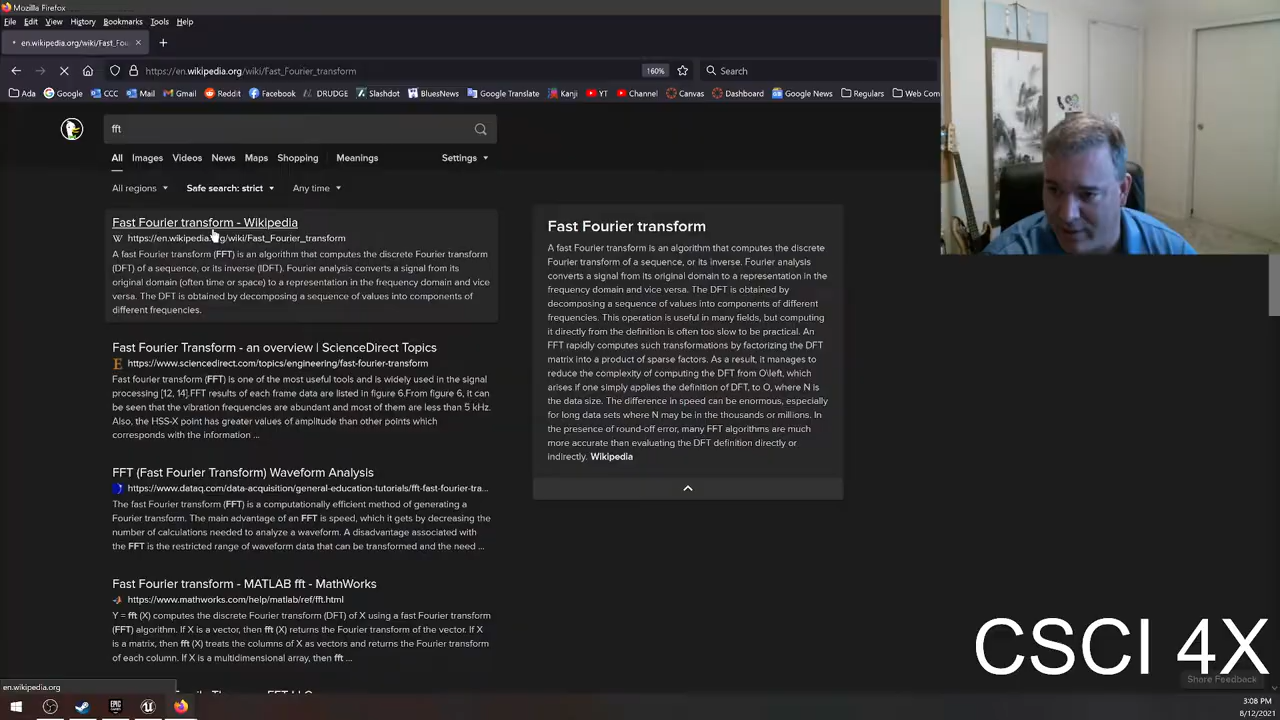 Mozilla Firefox
File Edit View History Bookmarks Tools Help
en.wikipedia.org/wiki/Fast_Fou
https://en.wikipedia.org/wiki/Fast_Fourier_transform 160% Search
Ada Google CCC Mail Gmail Reddit Facebook DRUDGE Slashdot BluesNews Google Translate Kanji YT Channel Canvas Dashboard Google News Regulars Web Com
fft
All Images Videos News Maps Shopping Meanings Settings
All regions Safe search: strict Any time
Fast Fourier transform - Wikipedia
W https://en.wikipedia.org/wiki/Fast_Fourier_transform
A fast Fourier transform (FFT) is an algorithm that computes the discrete Fourier transform
(DFT) of a sequence, or its inverse (IDFT). Fourier analysis converts a signal from its
original domain (often time or space) to a representation in the frequency domain and vice
versa. The DFT is obtained by decomposing a sequence of values into components of
different frequencies.
Fast Fourier Transform - an overview | ScienceDirect Topics
https://www.sciencedirect.com/topics/engineering/fast-fourier-transform
Fast fourier transform (FFT) is one of the most useful tools and is widely used in the signal
processing [12, 14].FFT results of each frame data are listed in figure 6.From figure 6, it can
be seen that the vibration frequencies are abundant and most of them are less than 5 kHz.
Also, the HSS-X point has greater values of amplitude than other points which
corresponds with the information ...
FFT (Fast Fourier Transform) Waveform Analysis
https://www.dataq.com/data-acquisition/general-education-tutorials/fft-fast-fourier-tra...
The fast Fourier transform (FFT) is a computationally efficient method of generating a
Fourier transform. The main advantage of an FFT is speed, which it gets by decreasing the
number of calculations needed to analyze a waveform. A disadvantage associated with
the FFT is the restricted range of waveform data that can be transformed and the need ...
Fast Fourier transform - MATLAB fft - MathWorks
https://www.mathworks.com/help/matlab/ref/fft.html
Y = fft (X) computes the discrete Fourier transform (DFT) of X using a fast Fourier transform
(FFT) algorithm. If X is a vector, then fft (X) returns the Fourier transform of the vector. If X
is a matrix, then fft (X) treats the columns of X as vectors and returns the Fourier transform
of each column. If X is a multidimensional array, then fft ...
Fast Fourier transform
A fast Fourier transform is an algorithm that computes the discrete
Fourier transform of a sequence, or its inverse. Fourier analysis
converts a signal from its original domain to a representation in the
frequency domain and vice versa. The DFT is obtained by
decomposing a sequence of values into components of different
frequencies. This operation is useful in many fields, but computing
it directly from the definition is often too slow to be practical. An
FFT rapidly computes such transformations by factorizing the DFT
matrix into a product of sparse factors. As a result, it manages to
reduce the complexity of computing the DFT from O\left, which
arises if one simply applies the definition of DFT, to O, where N is
the data size. The difference in speed can be enormous, especially
for long data sets where N may be in the thousands or millions. In
the presence of round-off error, many FFT algorithms are much
more accurate than evaluating the DFT definition directly or
indirectly. Wikipedia
CSCI 4X
Share Feedback
en.wikipedia.org
3:08 PM
8/12/2021